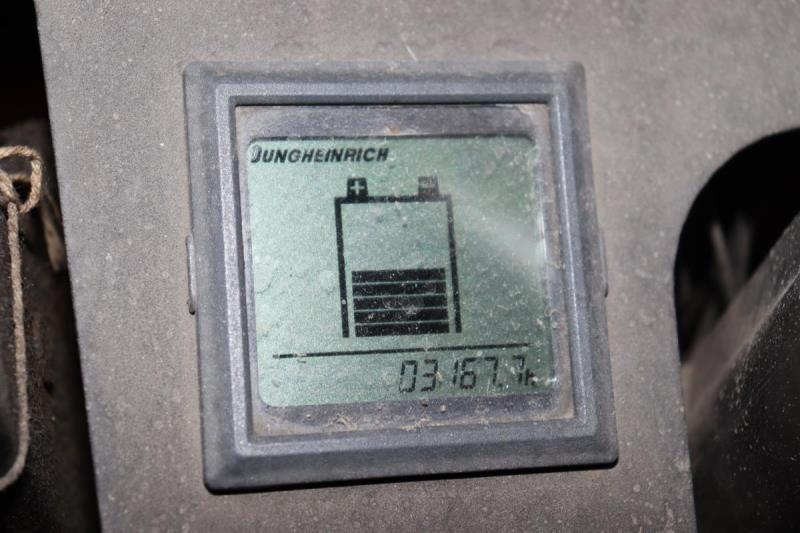 JUNGHEINRICH
+ -
03167.7h